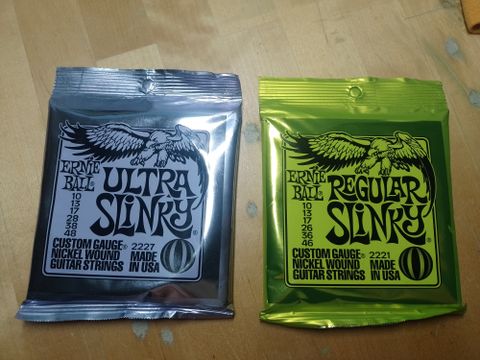 ERNIE
BALL
ULTRA
SLINKY®
10
13
17
28
38
48
CUSTOM GAUGE® 2227
NICKEL WOUND MADE
GUITAR STRINGS IN USA
ERNIE
BALL
REGULAR
SLINKY®
10
13
17
26
36
46
CUSTOM GAUGE® 2221
NICKEL WOUND MADE
GUITAR STRINGS IN USA